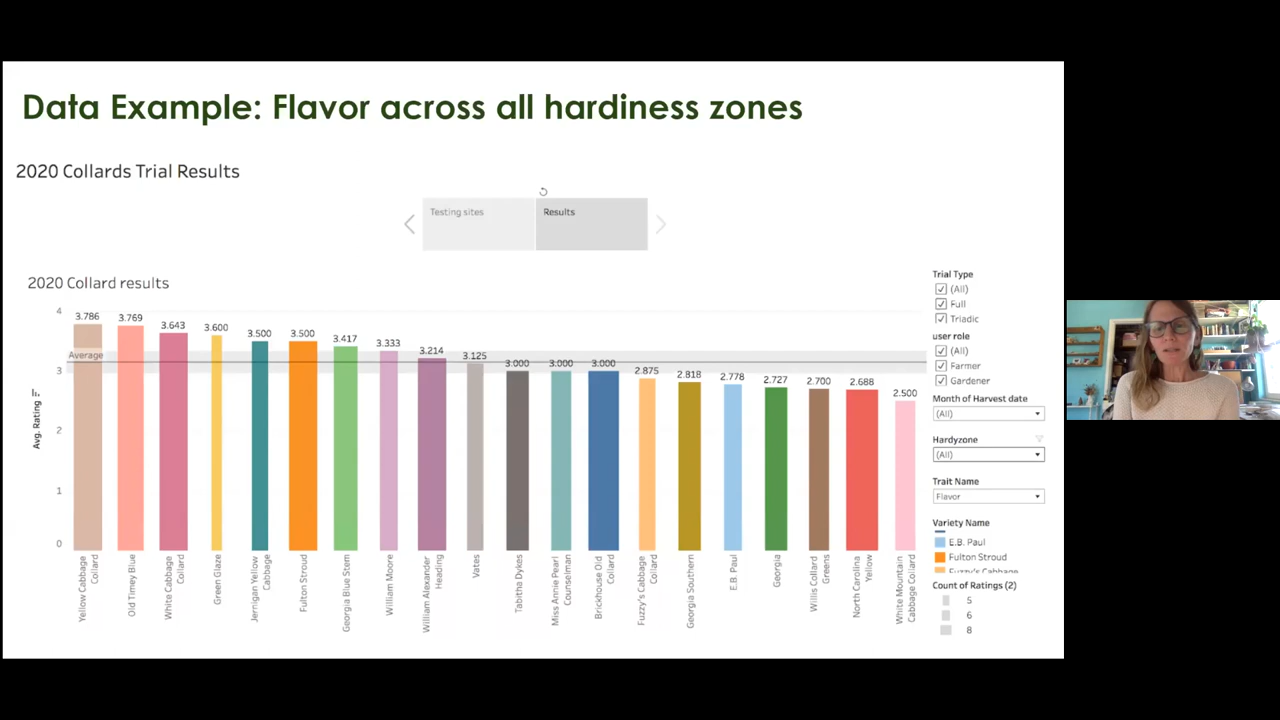 Data Example: Flavor across all hardiness zones
2020 Collards Trial Results
Testing sites
Results
2020 Collard results
Avg. Rating
4
3
2
1
0
Average
3.786
3.769
3.643
3.600
3.500
3.500
3.417
3.333
3.214
3.125
3.000
3.000
3.000
2.875
2.818
2.778
2.727
2.700
2.688
2.500
Yellow Cabbage
Collard
Old Timey Blue
White Cabbage
Collard
Green Glaze
Jernigan Yellow
Cabbage
Fulton Stroud
Georgia Blue Stem
William Moore
William Alexander
Heading
Vates
Tabitha Dykes
Miss Annie Pearl
Counselman
Brickhouse Old
Collard
Fuzzy's Cabbage
Collard
Georgia Southern
E.B. Paul
Georgia
Willis Collard
Greens
North Carolina
Yellow
White Mountain
Cabbage Collard
Trial Type
(All)
Full
Triadic
user role
(All)
Farmer
Gardener
Month of Harvest date
(All)
Hardyzone
(All)
Trait Name
Flavor
Variety Name
E.B. Paul
Fulton Stroud
Fuzzy's Cabbage
Count of Ratings (2)
5
6
8